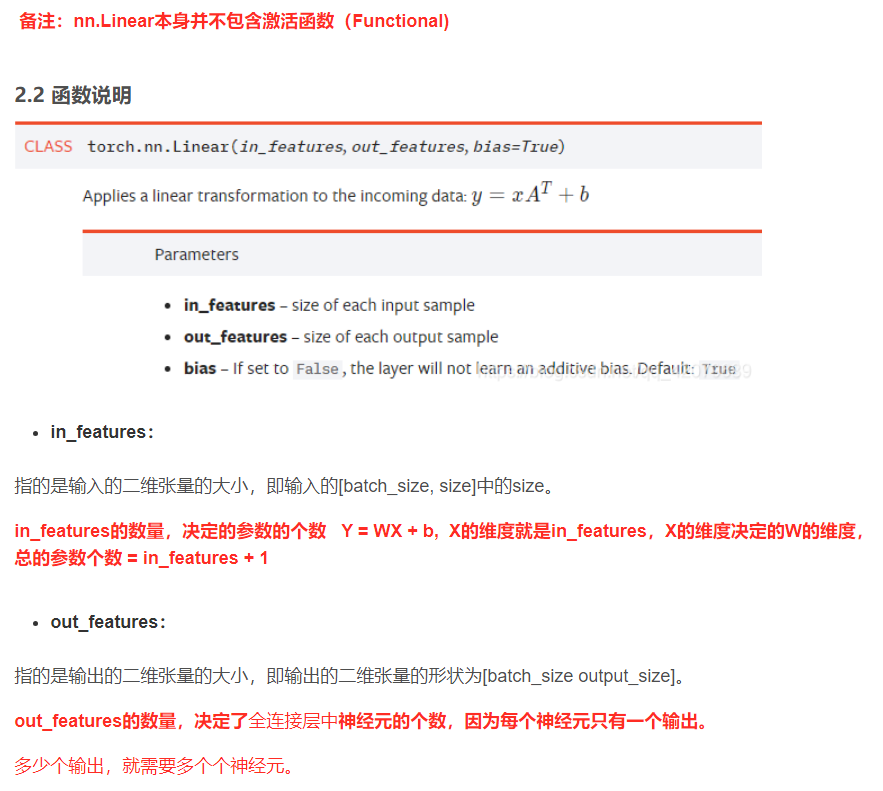 备注：nn.Linear本身并不包含激活函数（Functional)
2.2 函数说明
CLASS torch.nn.Linear(in_features, out_features, bias=True)
Applies a linear transformation to the incoming data: y = xA^T + b
Parameters
• in_features – size of each input sample
• out_features – size of each output sample
• bias – If set to False, the layer will not learn an additive bias. Default: True
• in_features：
指的是输入的二维张量的大小，即输入的[batch_size, size]中的size。
in_features的数量，决定的参数的个数 Y = WX + b, X的维度就是in_features，X的维度决定的W的维度，
总的参数个数 = in_features + 1
• out_features：
指的是输出的二维张量的大小，即输出的二维张量的形状为[batch_size output_size]。
out_features的数量，决定了全连接层中神经元的个数，因为每个神经元只有一个输出。
多少个输出，就需要多个个神经元。